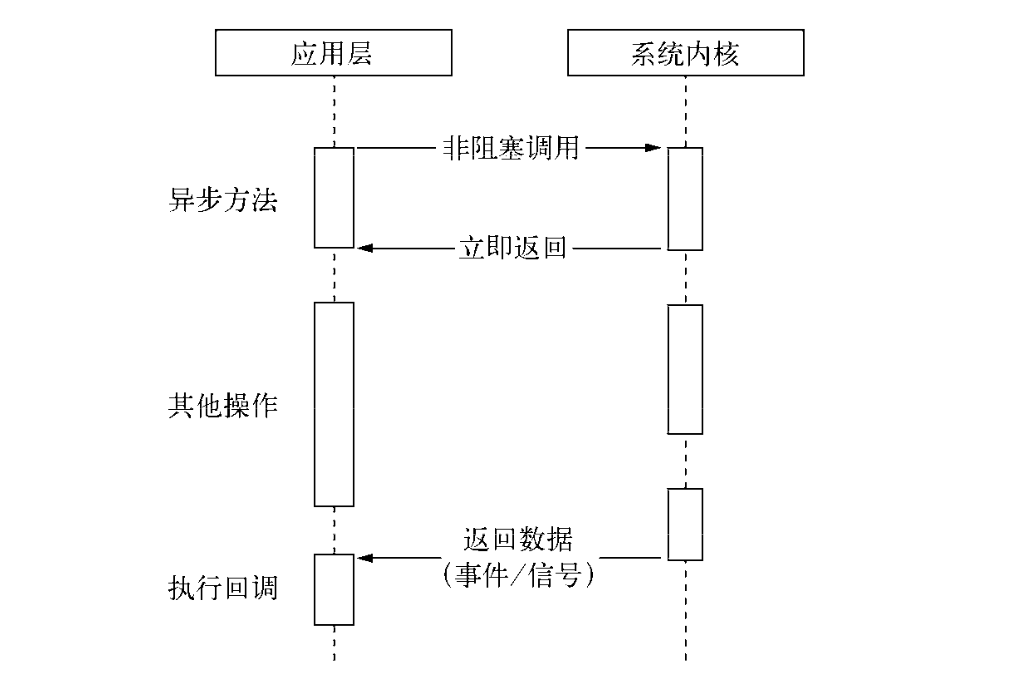 应用层
系统内核
非阻塞调用
异步方法
立即返回
其他操作
返回数据
(事件/信号)
执行回调